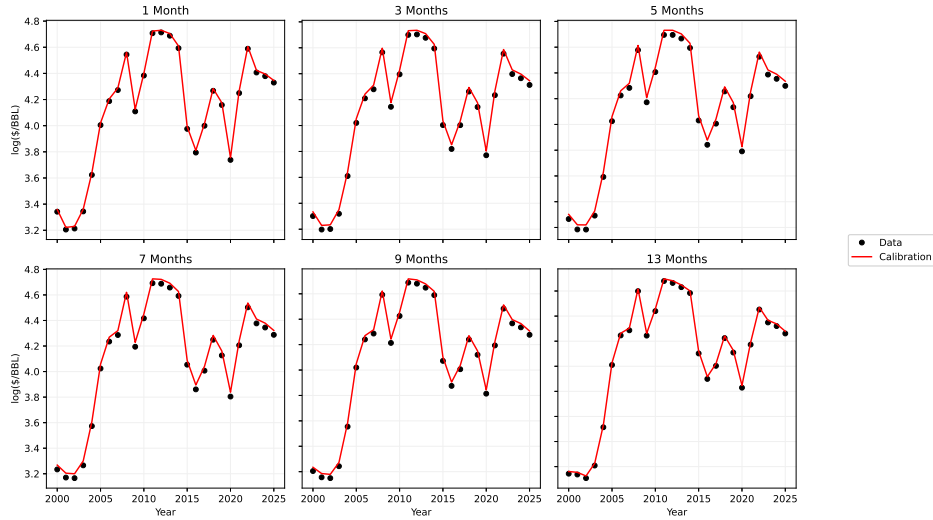 1 Month
3 Months
5 Months
log($/BBL)
4.8
4.6
4.4
4.2
4.0
3.8
3.6
3.4
3.2
Data
Calibration
7 Months
9 Months
13 Months
log($/BBL)
4.8
4.6
4.4
4.2
4.0
3.8
3.6
3.4
3.2
2000 2005 2010 2015 2020 2025
2000 2005 2010 2015 2020 2025
2000 2005 2010 2015 2020 2025
Year
Year
Year